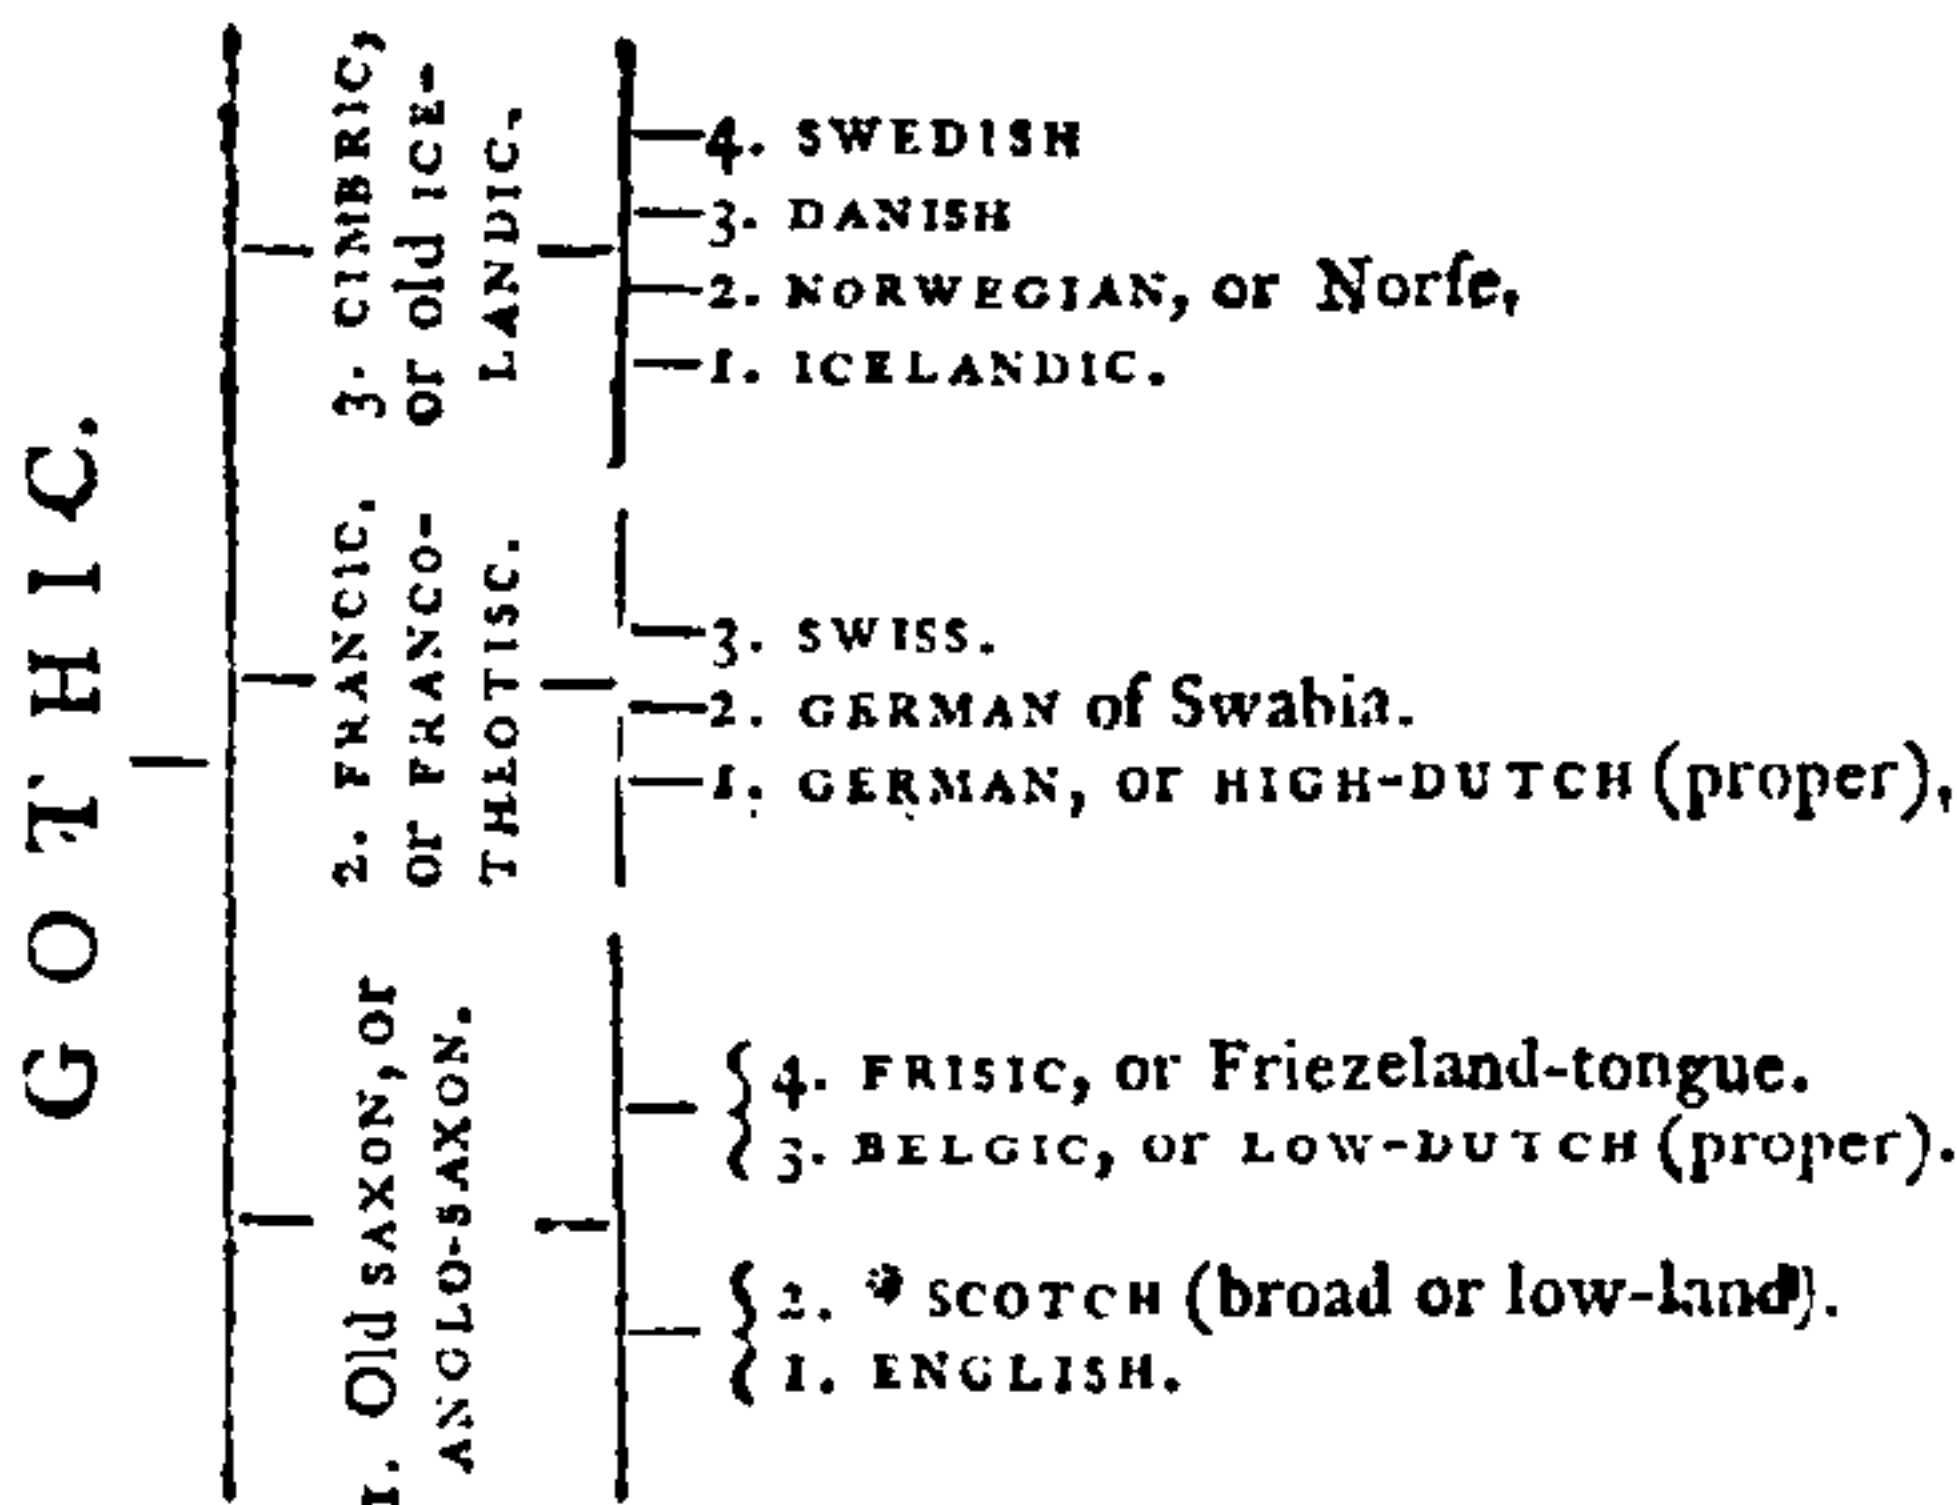 GOTHIC.
3. CIMBRIC,
or old ICE-
LANDIC.
4. SWEDISH
3. DANISH
2. NORWEGIAN, or Norſe,
1. ICELANDIC.
2. FRANCIC.
or FRANCO-
THEOTISC.
3. SWISS.
2. GERMAN of Swabia.
1. GERMAN, or HIGH-DUTCH (proper),
1. Old SAXON, or
ANGLO-SAXON.
4. FRISIC, or Friezeland-tongue.
3. BELGIC, or LOW-DUTCH (proper).
2. * SCOTCH (broad or low-land).
1. ENGLISH.